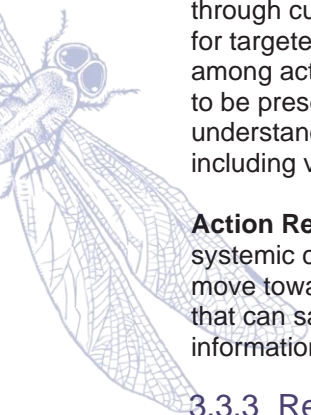 through cu
for targete
among act
to be prese
understand
including v
Action Re
systemic c
move towa
that can sa
information
3.3.3 Re